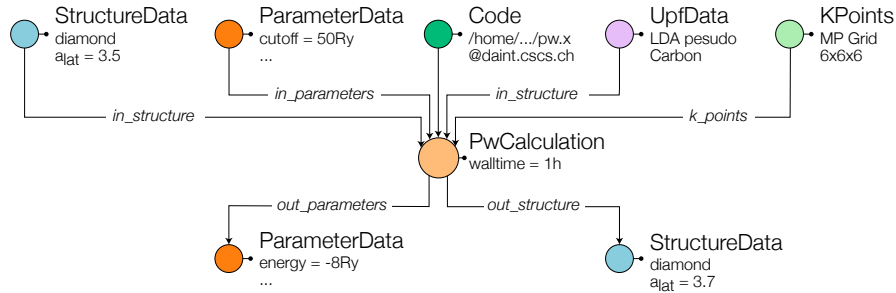 StructureData
diamond
alat = 3.5
ParameterData
cutoff = 50Ry
...
Code
/home/.../pw.x
@daint.cscs.ch
UpfData
LDA pesudo
Carbon
KPoints
MP Grid
6x6x6
in_parameters
in_structure
in_structure
k_points
PwCalculation
walltime = 1h
out_parameters
out_structure
ParameterData
energy = -8Ry
...
StructureData
diamond
alat = 3.7